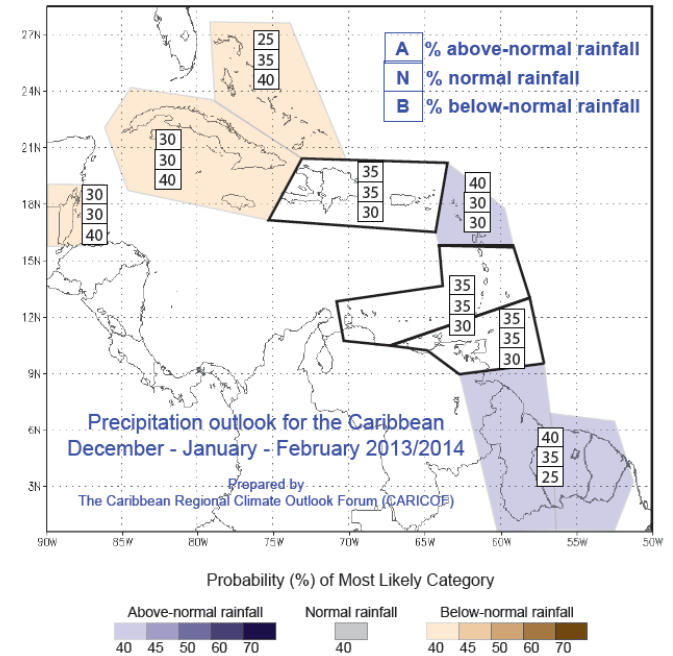 27N
24N
21N
18N
15N
12N
9N
6N
3N
90W 85W 80W 75W 70W 65W 60W 55W 50W
A % above-normal rainfall
N % normal rainfall
B % below-normal rainfall
25
35
40
30
30
40
30
30
40
35
35
30
40
30
30
35
35
30
35
35
30
40
35
25
Precipitation outlook for the Caribbean
December - January - February 2013/2014
Prepared by
The Caribbean Regional Climate Outlook Forum (CARICOF)
Probability (%) of Most Likely Category
Above-normal rainfall Normal rainfall Below-normal rainfall
40 45 50 60 70 40 40 45 50 60 70